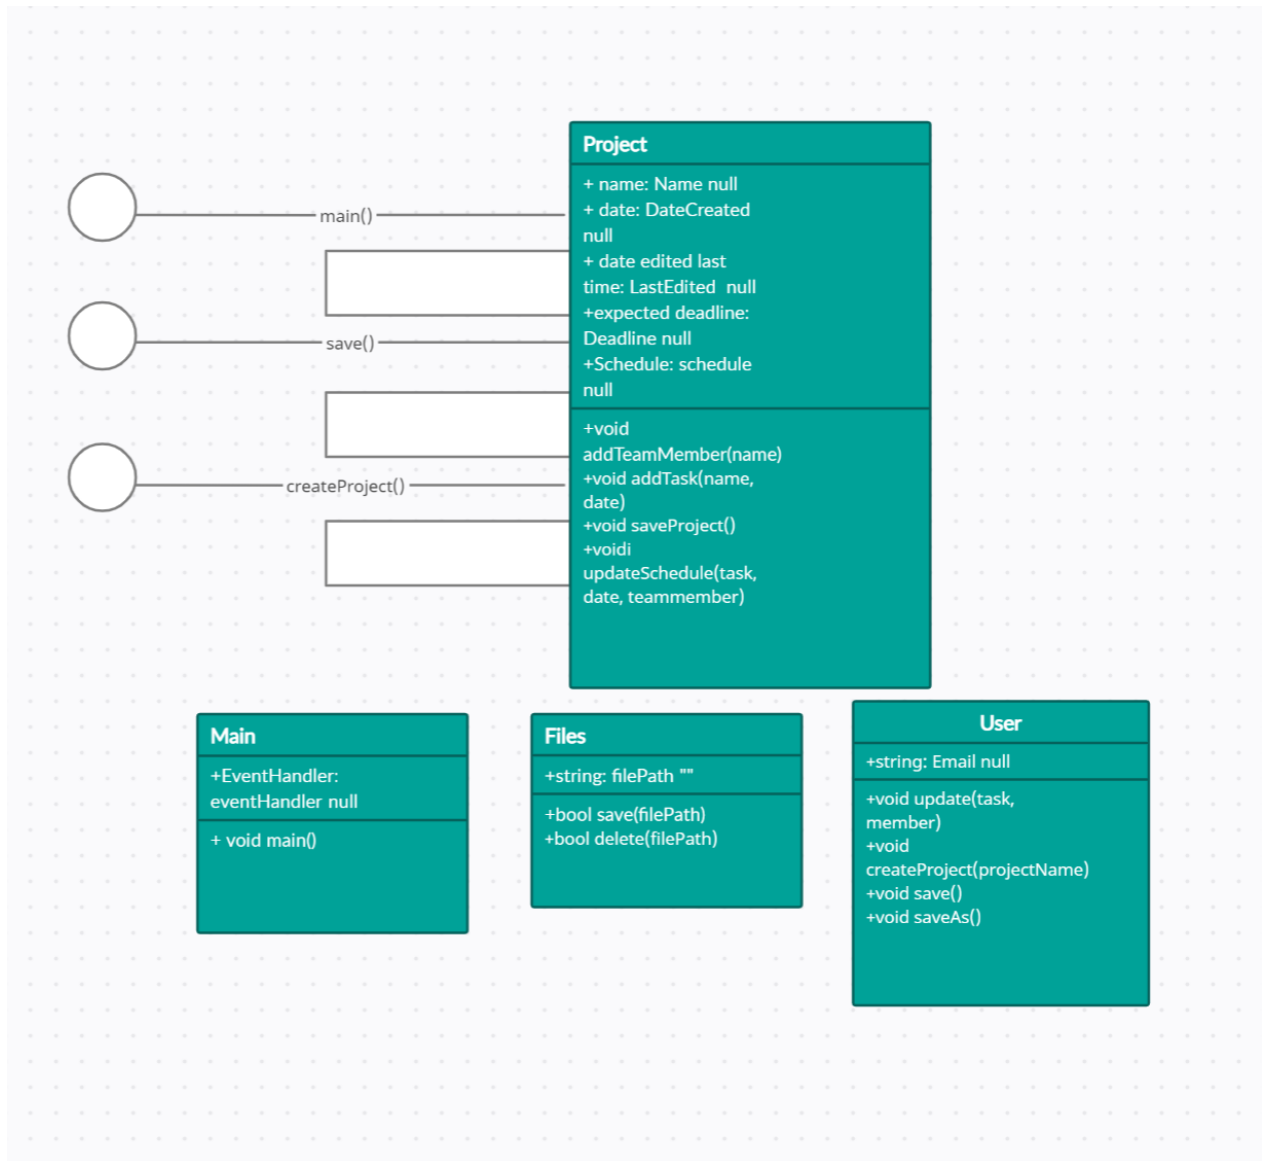 main()
save()
createProject()
Project
+ name: Name null
+ date: DateCreated
null
+ date edited last
time: LastEdited  null
+expected deadline:
Deadline null
+Schedule: schedule
null
+void
addTeamMember(name)
+void addTask(name,
date)
+void saveProject()
+voidi
updateSchedule(task,
date, teammember)
Main
+EventHandler:
eventHandler null
+ void main()
Files
+string: filePath ""
+bool save(filePath)
+bool delete(filePath)
User
+string: Email null
+void update(task,
member)
+void
createProject(projectName)
+void save()
+void saveAs()